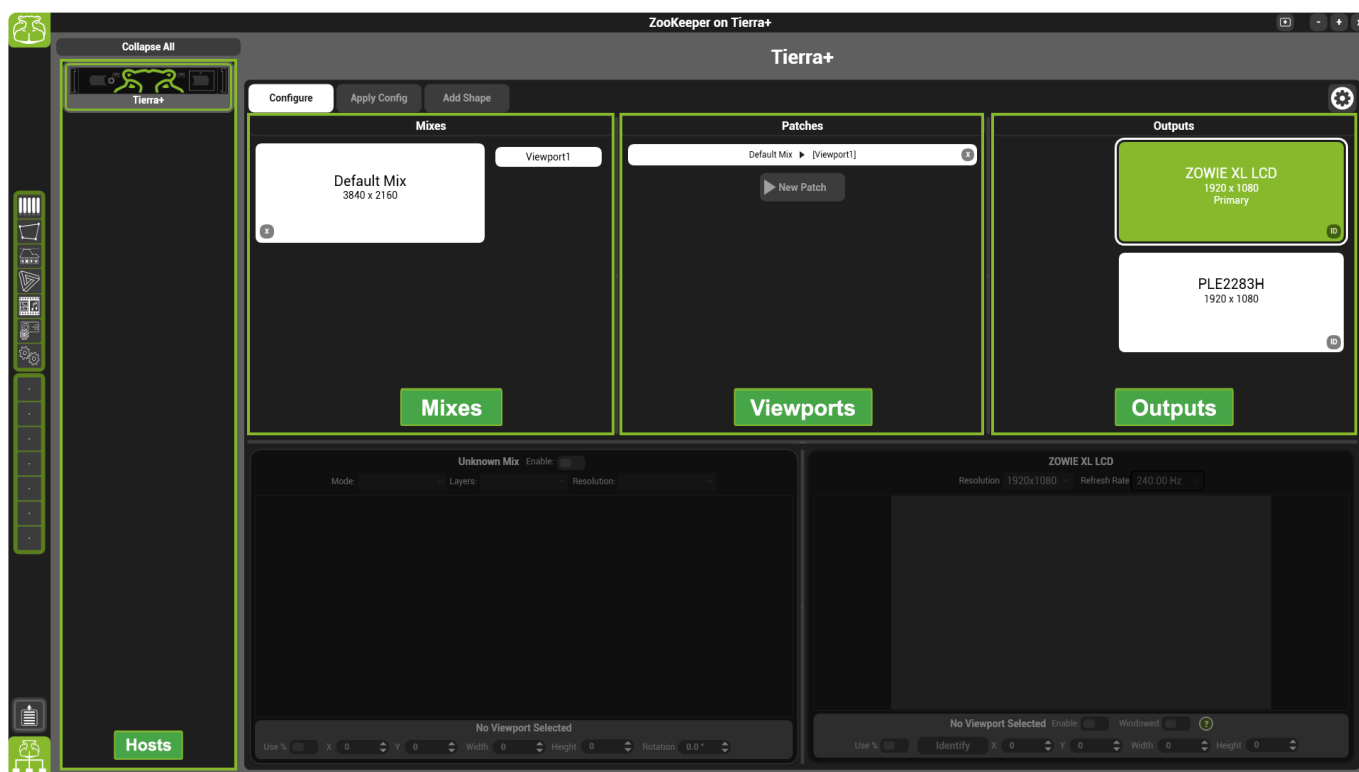 ZooKeeper on Tierra+
- +
Collapse All
Tierra+
Tierra+
Configure Apply Config Add Shape
Mixes Patches Outputs
Default Mix
3840 x 2160
X
Viewport1
Default Mix ▶ [Viewport1] X
New Patch
ZOWIE XL LCD
1920 x 1080
Primary
ID
PLE2283H
1920 x 1080
ID
Mixes Viewports Outputs
Unknown Mix Enable:
Mode: Layers: Resolution:
ZOWIE XL LCD
Resolution 1920x1080 Refresh Rate 240.00 Hz
No Viewport Selected
Use % X 0 Y 0 Width 0 Height 0 Rotation 0.0 °
No Viewport Selected Enable: Windowed: ?
Use % Identify X 0 Y 0 Width 0 Height 0
Hosts